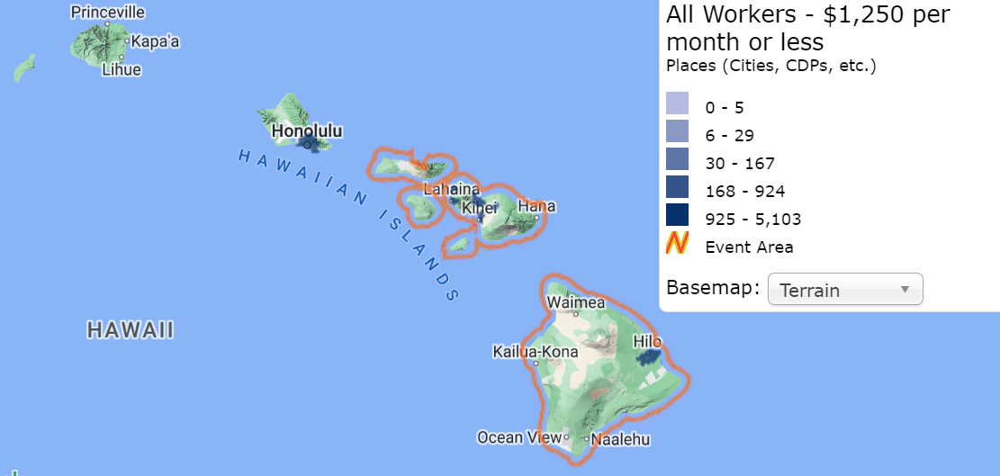 Princeville
Kapa'a
Lihue
Honolulu
HAWAIIAN ISLANDS
Lahaina
Kihei
Hana
HAWAII
Waimea
Hilo
Kailua-Kona
Ocean View
Naalehu
All Workers - $1,250 per
month or less
Places (Cities, CDPs, etc.)
0 - 5
6 - 29
30 - 167
168 - 924
925 - 5,103
Event Area
Basemap: Terrain